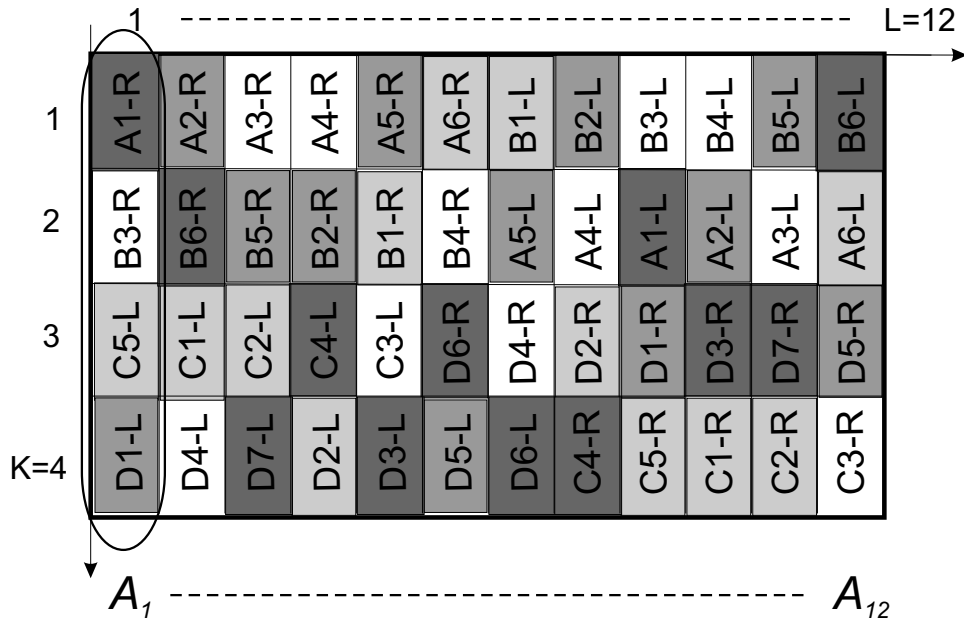 1 L=12
1 A1-R A2-R A3-R A4-R A5-R A6-R B1-L B2-L B3-L B4-L B5-L B6-L
2 B3-R B6-R B5-R B2-R B1-R B4-R A5-L A4-L A1-L A2-L A3-L A6-L
3 C5-L C1-L C2-L C4-L C3-L D6-R D4-R D2-R D1-R D3-R D7-R D5-R
K=4 D1-L D4-L D7-L D2-L D3-L D5-L D6-L C4-R C5-R C1-R C2-R C3-R
A₁ A₁₂